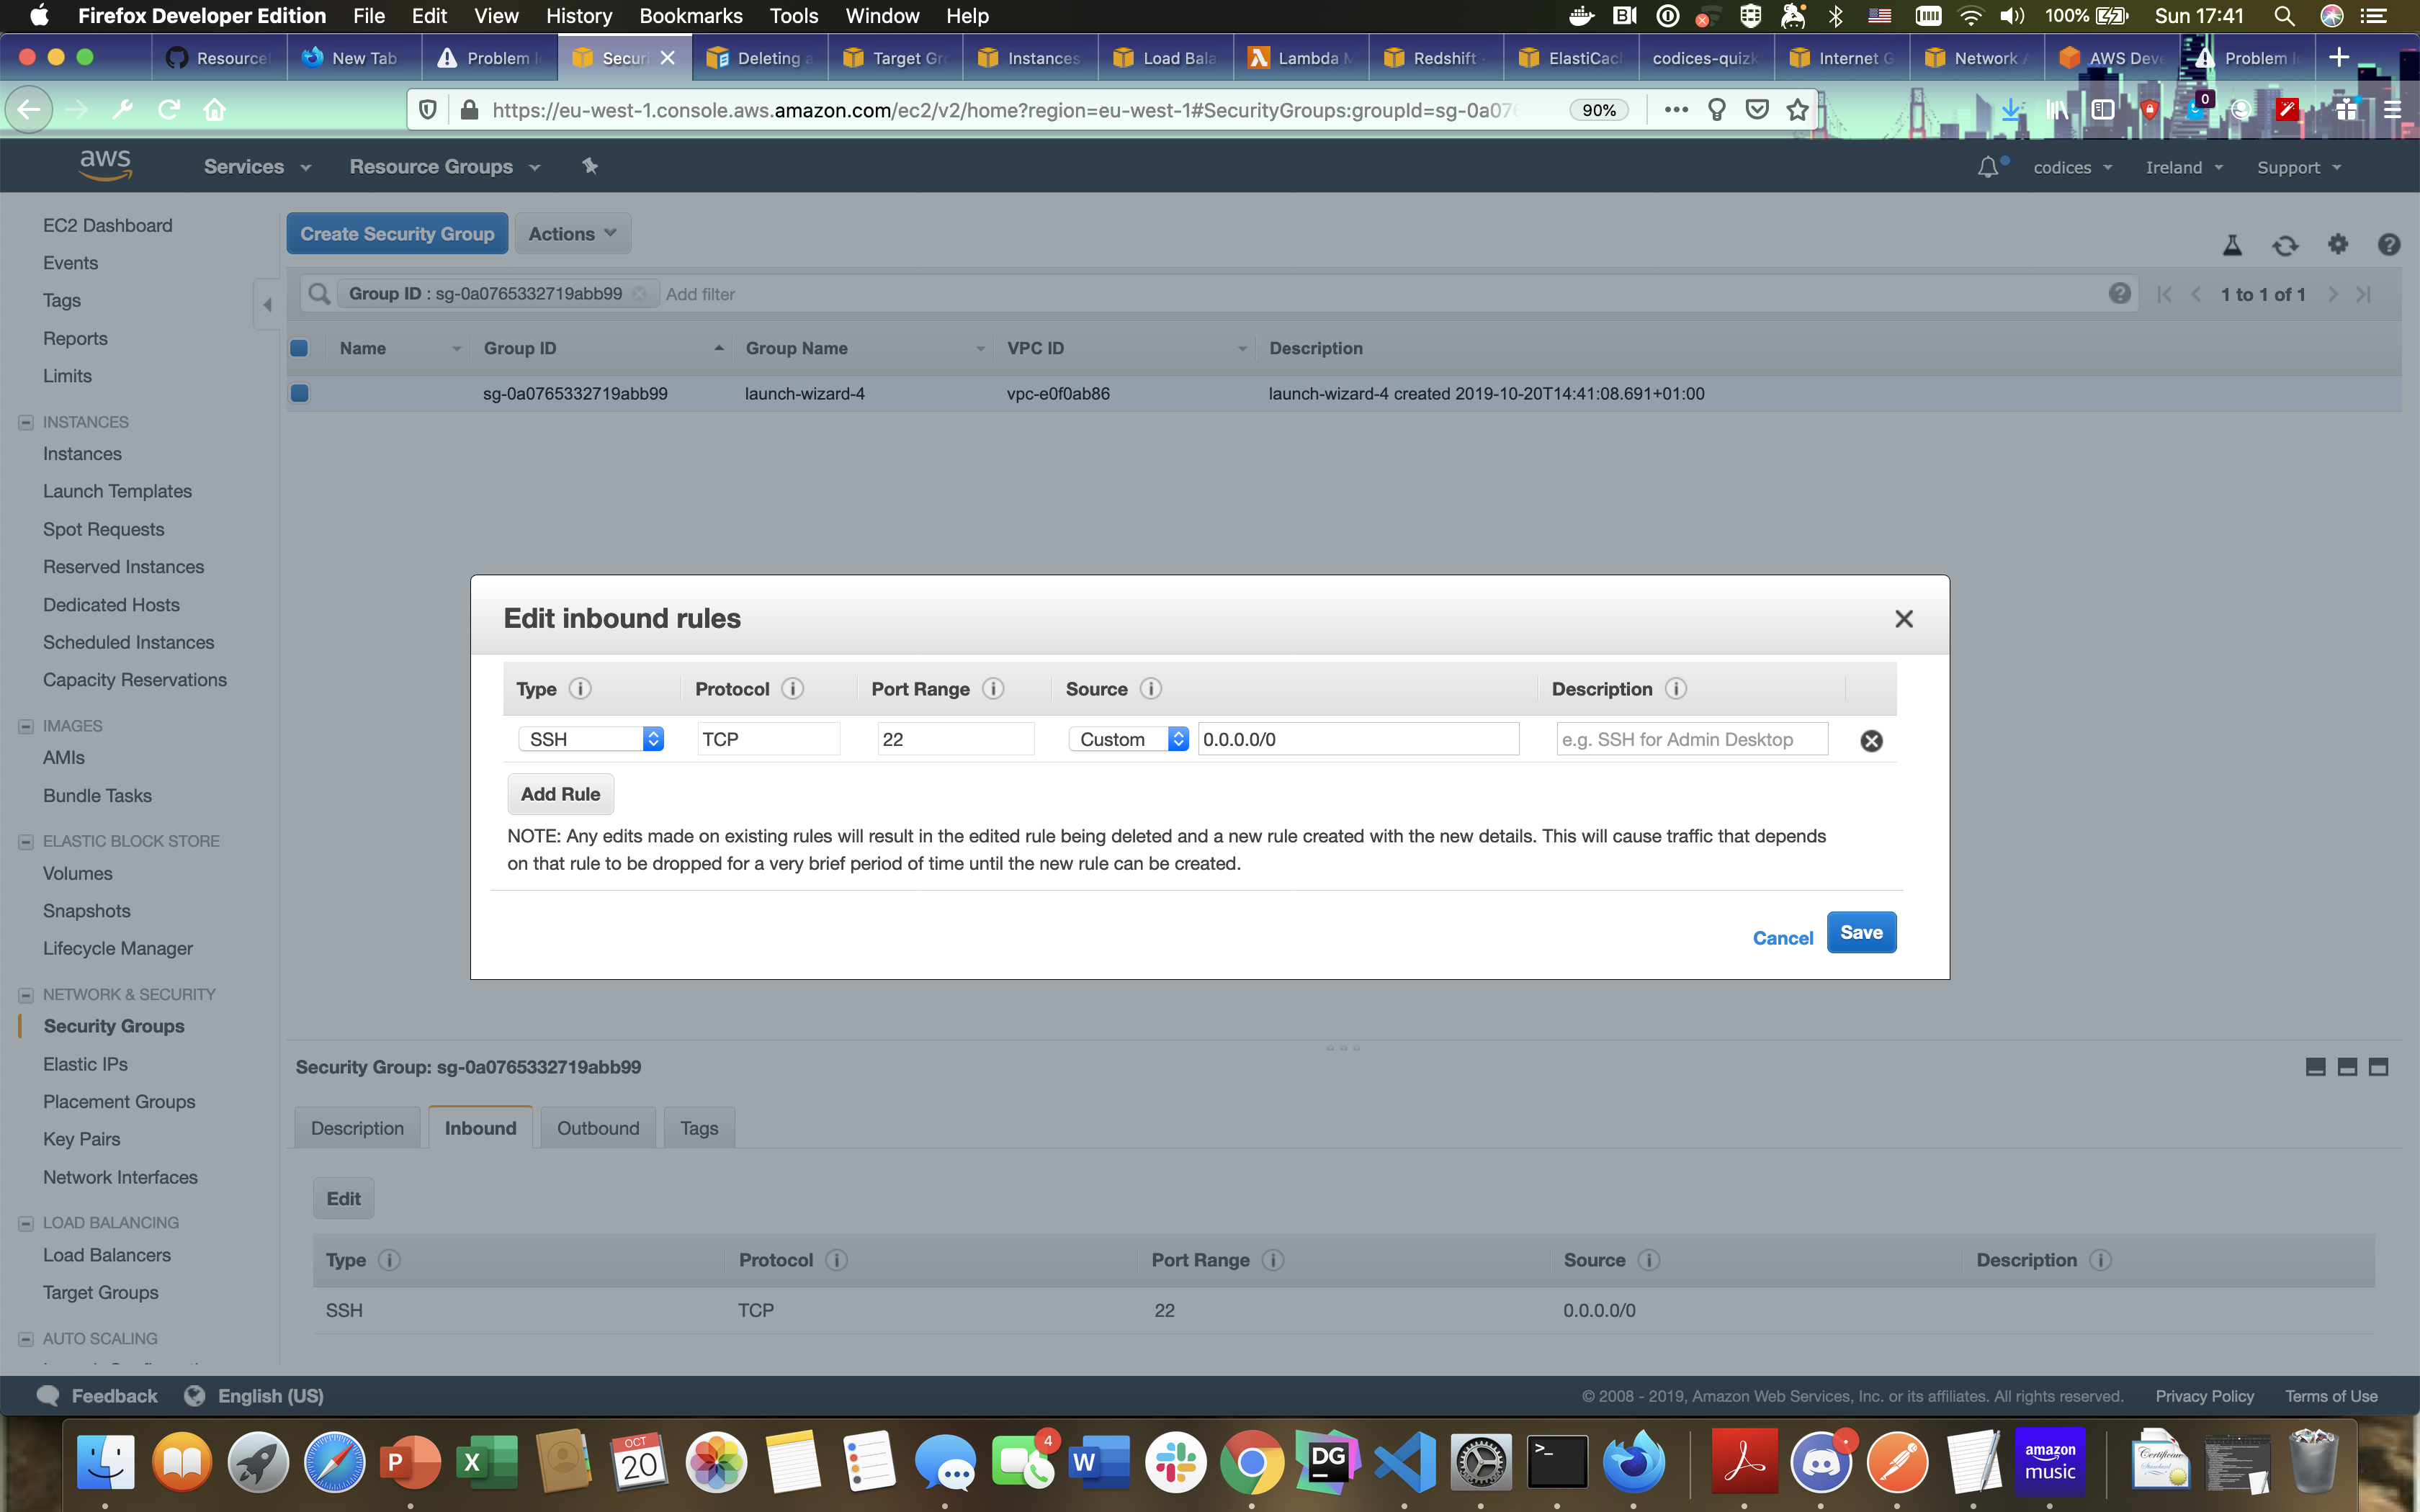 Firefox Developer Edition File Edit View History Bookmarks Tools Window Help 100% Sun 17:41
Resource New Tab Problem Securi Deleting Target Gr Instances Load Bala Lambda Redshift ElastiCac codices-quiz Internet G Network AWS Deve Problem
https://eu-west-1.console.aws.amazon.com/ec2/v2/home?region=eu-west-1#SecurityGroups:groupId=sg-0a076 90% 0
aws Services Resource Groups codices Ireland Support
EC2 Dashboard
Events
Tags
Reports
Limits
INSTANCES
Instances
Launch Templates
Spot Requests
Reserved Instances
Dedicated Hosts
Scheduled Instances
Capacity Reservations
IMAGES
AMIs
Bundle Tasks
ELASTIC BLOCK STORE
Volumes
Snapshots
Lifecycle Manager
NETWORK & SECURITY
Security Groups
Elastic IPs
Placement Groups
Key Pairs
Network Interfaces
LOAD BALANCING
Load Balancers
Target Groups
AUTO SCALING
Create Security Group Actions
Group ID : sg-0a0765332719abb99 Add filter 1 to 1 of 1
Name Group ID Group Name VPC ID Description
sg-0a0765332719abb99 launch-wizard-4 vpc-e0f0ab86 launch-wizard-4 created 2019-10-20T14:41:08.691+01:00
Edit inbound rules
Type Protocol Port Range Source Description
SSH TCP 22 Custom 0.0.0.0/0 e.g. SSH for Admin Desktop
Add Rule
NOTE: Any edits made on existing rules will result in the edited rule being deleted and a new rule created with the new details. This will cause traffic that depends
on that rule to be dropped for a very brief period of time until the new rule can be created.
Cancel Save
Security Group: sg-0a0765332719abb99
Description Inbound Outbound Tags
Edit
Type Protocol Port Range Source Description
SSH TCP 22 0.0.0.0/0
Feedback English (US) © 2008 - 2019, Amazon Web Services, Inc. or its affiliates. All rights reserved. Privacy Policy Terms of Use
OCT
20
4
DG
amazon
music